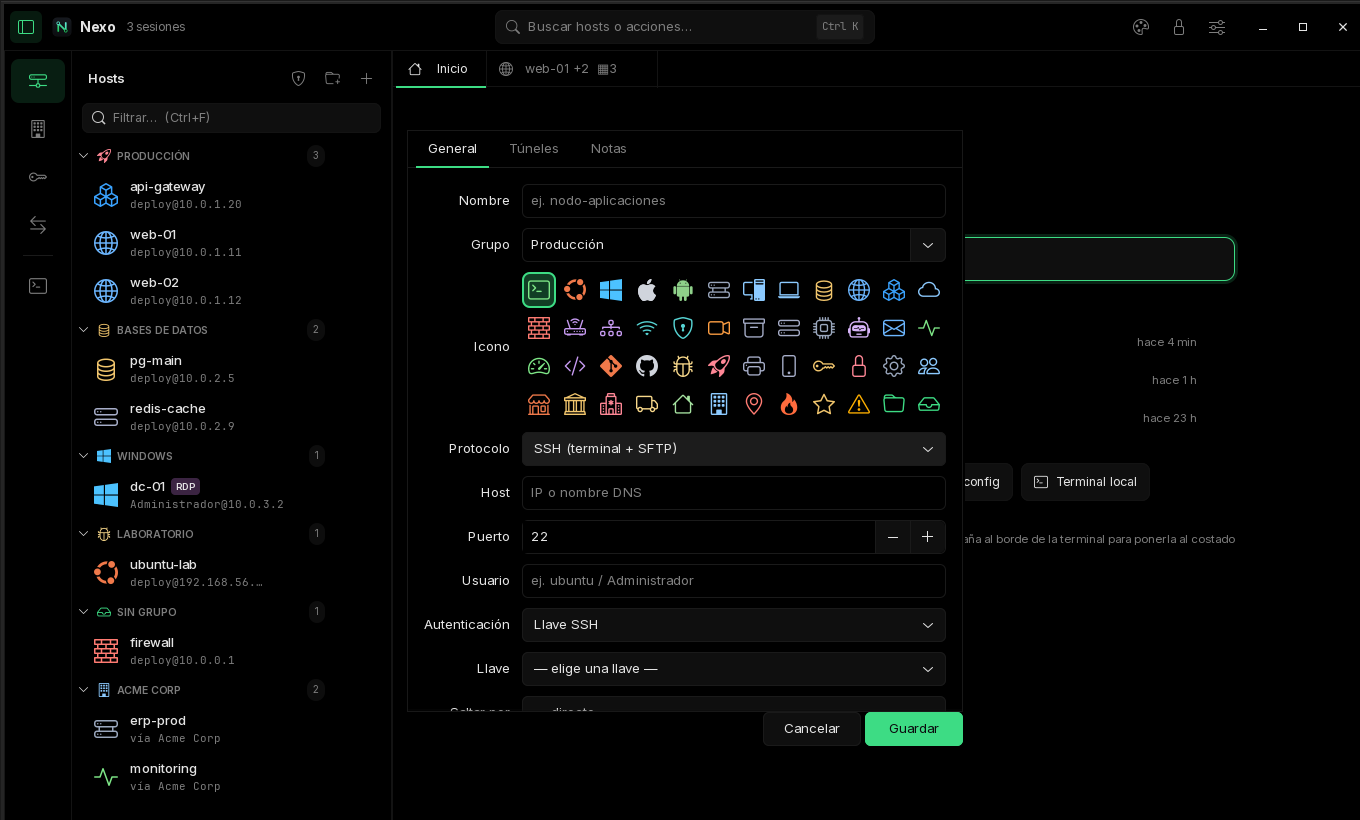 Nexo 3 sesiones
Buscar hosts o acciones... Ctrl K
Hosts
Filtrar... (Ctrl+F)
PRODUCCIÓN 3
api-gateway
deploy@10.0.1.20
web-01
deploy@10.0.1.11
web-02
deploy@10.0.1.12
BASES DE DATOS 2
pg-main
deploy@10.0.2.5
redis-cache
deploy@10.0.2.9
WINDOWS 1
dc-01 RDP
Administrador@10.0.3.2
LABORATORIO 1
ubuntu-lab
deploy@192.168.56.…
SIN GRUPO 1
firewall
deploy@10.0.0.1
ACME CORP 2
erp-prod
vía Acme Corp
monitoring
vía Acme Corp
Inicio
web-01 +2 ▦3
General Túneles Notas
Nombre ej. nodo-aplicaciones
Grupo Producción
Icono
Protocolo SSH (terminal + SFTP)
Host IP o nombre DNS
Puerto 22
Usuario ej. ubuntu / Administrador
Autenticación Llave SSH
Llave — elige una llave —
Cancelar Guardar
hace 4 min
hace 1 h
hace 23 h
config
Terminal local
aña al borde de la terminal para ponerla al costado